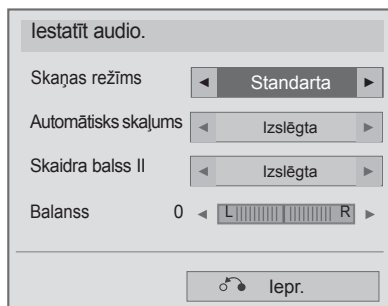 Iestatīt audio.
Skaņas režīms ◄ Standarta ►
Automātisks skaļums ◄ Izslēgta ►
Skaidra balss II ◄ Izslēgta ►
Balanss 0 ◄ L R ►
Iepr.